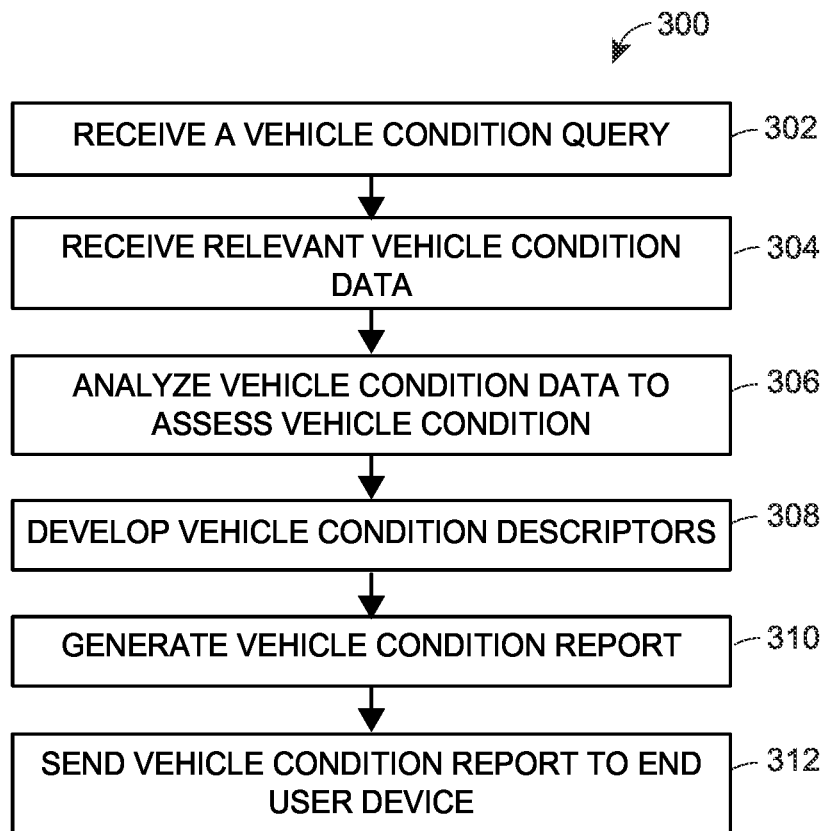 300
RECEIVE A VEHICLE CONDITION QUERY
302
RECEIVE RELEVANT VEHICLE CONDITION
DATA
304
ANALYZE VEHICLE CONDITION DATA TO
ASSESS VEHICLE CONDITION
306
DEVELOP VEHICLE CONDITION DESCRIPTORS
308
GENERATE VEHICLE CONDITION REPORT
310
SEND VEHICLE CONDITION REPORT TO END
USER DEVICE
312